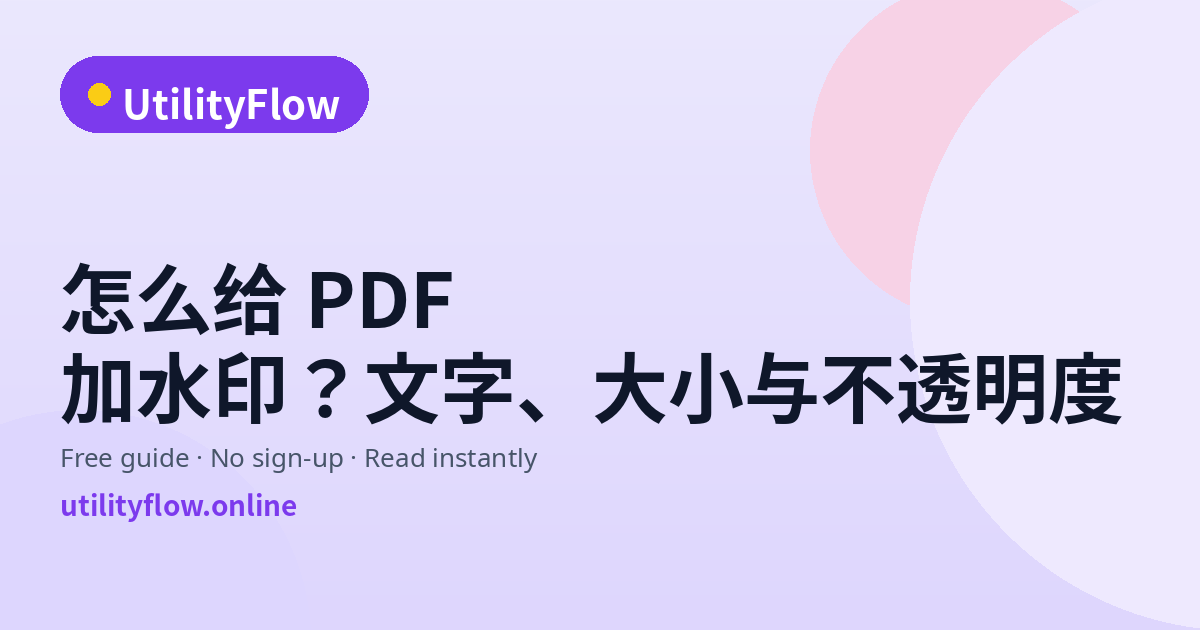 UtilityFlow
怎么给 PDF
加水印？文字、大小与不透明度
Free guide · No sign-up · Read instantly
utilityflow.online